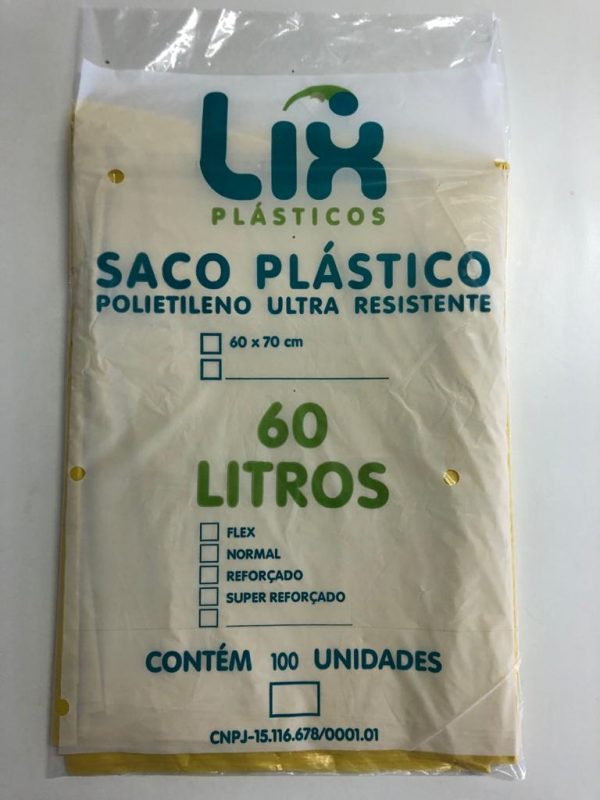 Lix
PLÁSTICOS
SACO PLÁSTICO
POLIETILENO ULTRA RESISTENTE
60 x 70 cm
60
LITROS
FLEX
NORMAL
REFORÇADO
SUPER REFORÇADO
CONTÉM 100 UNIDADES
CNPJ-15.116.678/0001.01